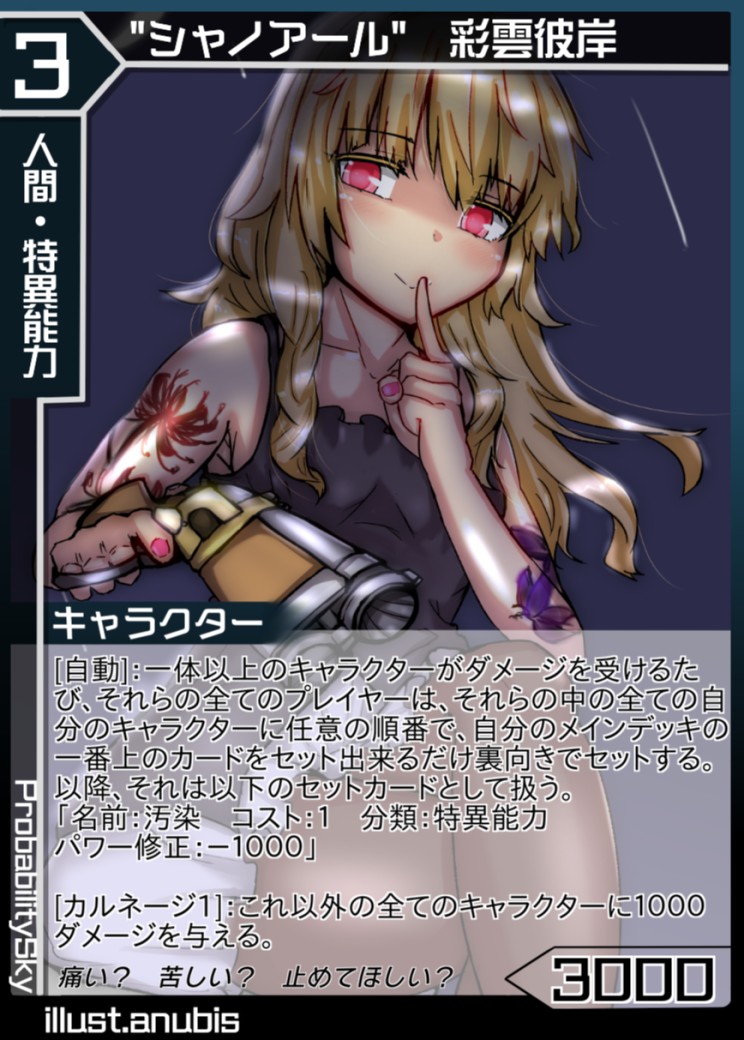 "シャノアール"　彩雲彼岸
3
人間・特異能力
キャラクター
[自動]:一体以上のキャラクターがダメージを受けるた
び、それらの全てのプレイヤーは、それらの中の全ての自
分のキャラクターに任意の順番で、自分のメインデッキの
一番上のカードをセット出来るだけ裏向きでセットする。
以降、それは以下のセットカードとして扱う。
「名前:汚染　コスト:1　分類:特異能力
パワー修正:−1000」
[カルネージ1]:これ以外の全てのキャラクターに1000
ダメージを与える。
痛い？　苦しい？　止めてほしい？
3000
ProbabilitySky
illust.anubis